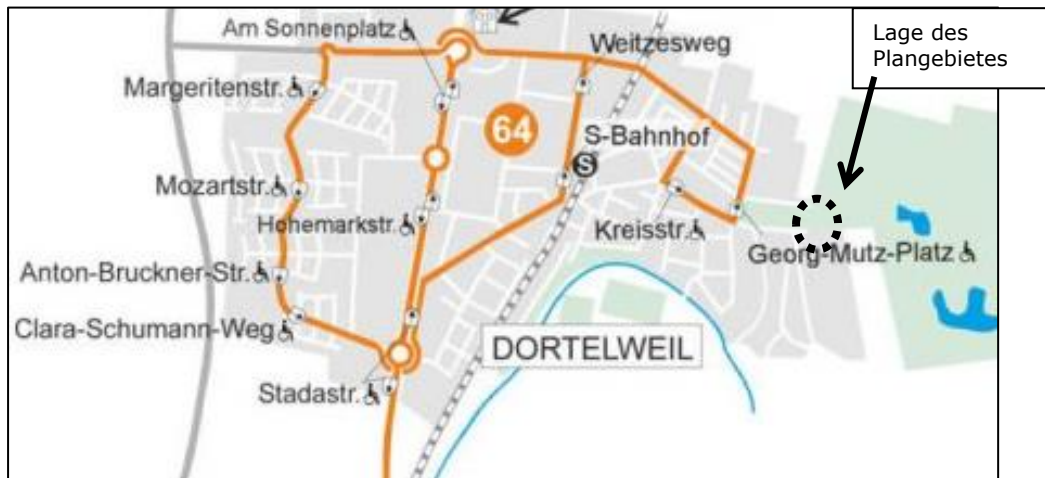 Am Sonnenplatz
Weitzesweg
Lage des
Plangebietes
Margeritenstr.
64
S-Bahnhof
S
Mozartstr.
Hohemarkstr.
Kreisstr.
Georg-Mutz-Platz
Anton-Bruckner-Str.
Clara-Schumann-Weg
DORTELWEIL
Stadastr.